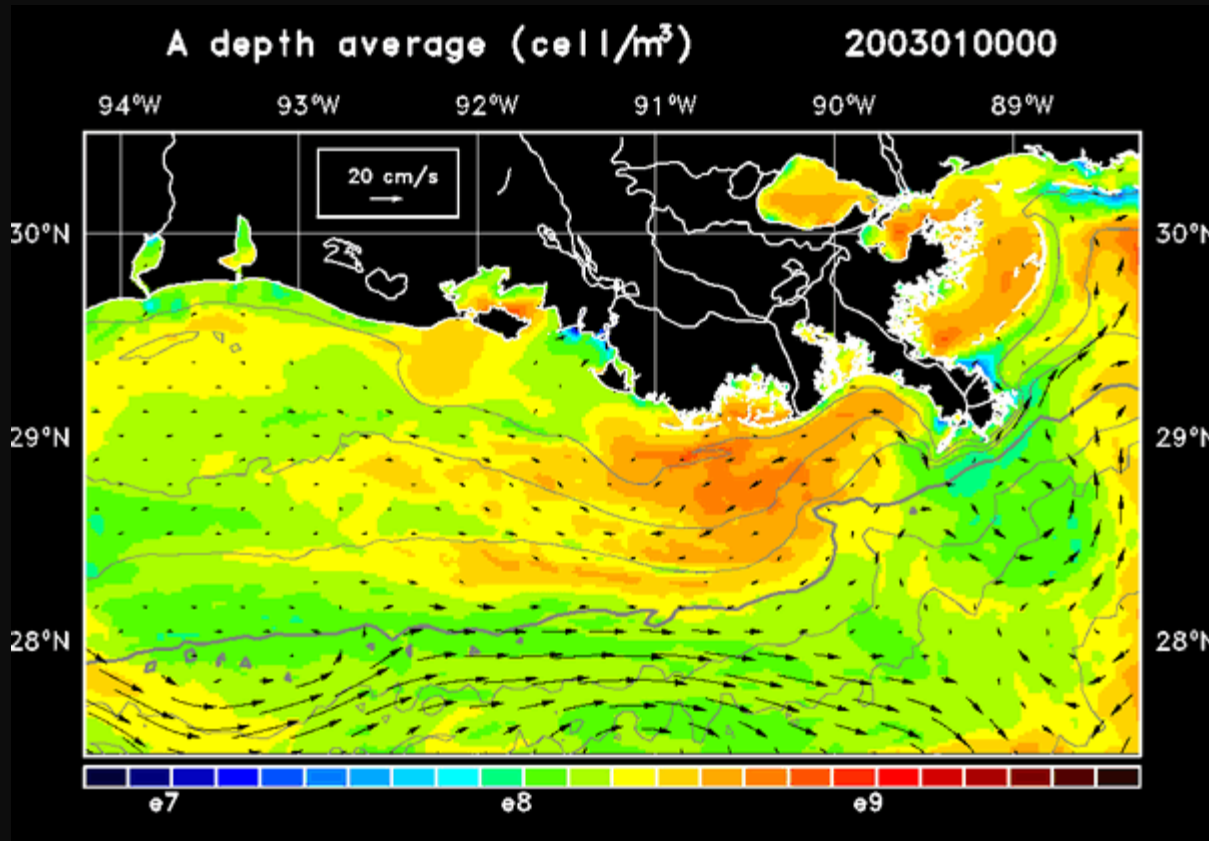 A depth average (cell/m³) 2003010000
94°W 93°W 92°W 91°W 90°W 89°W
20 cm/s
30°N 30°N
29°N 29°N
28°N 28°N
e7 e8 e9